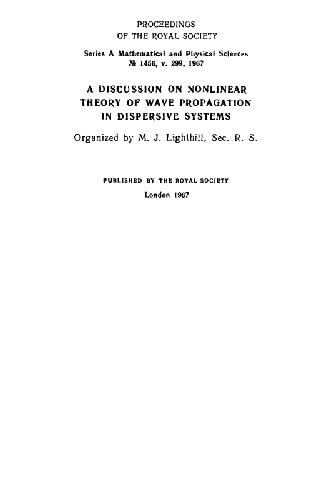 PROCEEDINGS
OF THE ROYAL SOCIETY
Series A Mathematical and Physical Sciences
№ 1456, v. 299, 1967
A DISCUSSION ON NONLINEAR
THEORY OF WAVE PROPAGATION
IN DISPERSIVE SYSTEMS
Organized by M. J. Lighthill, Sec. R. S.
PUBLISHED BY THE ROYAL SOCIETY
London 1967